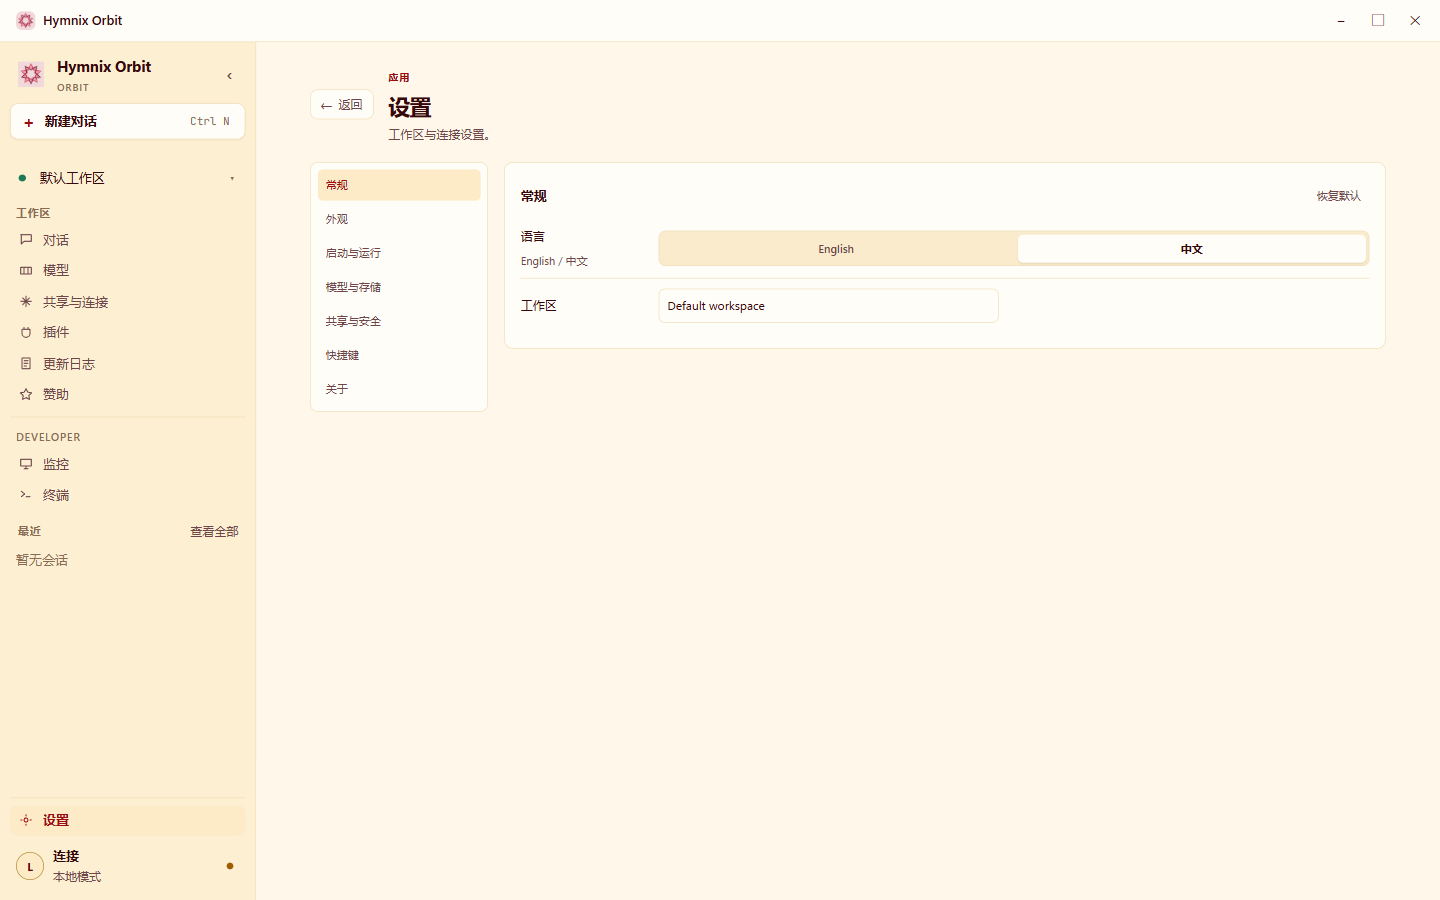 Hymnix Orbit
Hymnix Orbit
ORBIT
+ 新建对话 Ctrl N
默认工作区
工作区
对话
模型
共享与连接
插件
更新日志
赞助
DEVELOPER
监控
终端
最近 查看全部
暂无会话
设置
L
连接
本地模式
← 返回
应用
设置
工作区与连接设置。
常规
外观
启动与运行
模型与存储
共享与安全
快捷键
关于
常规 恢复默认
语言
English / 中文
English 中文
工作区 Default workspace